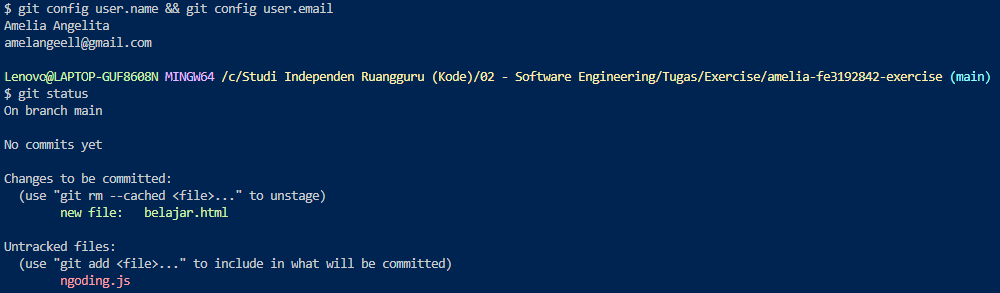 $ git config user.name && git config user.email
Amelia Angelita
amelangeell@gmail.com
Lenovo@LAPTOP-GUF8608N MINGW64 /c/Studi Independen Ruangguru (Kode)/02 - Software Engineering/Tugas/Exercise/amelia-fe3192842-exercise (main)
$ git status
On branch main
No commits yet
Changes to be committed:
  (use "git rm --cached <file>..." to unstage)
        new file:   belajar.html
Untracked files:
  (use "git add <file>..." to include in what will be committed)
        ngoding.js